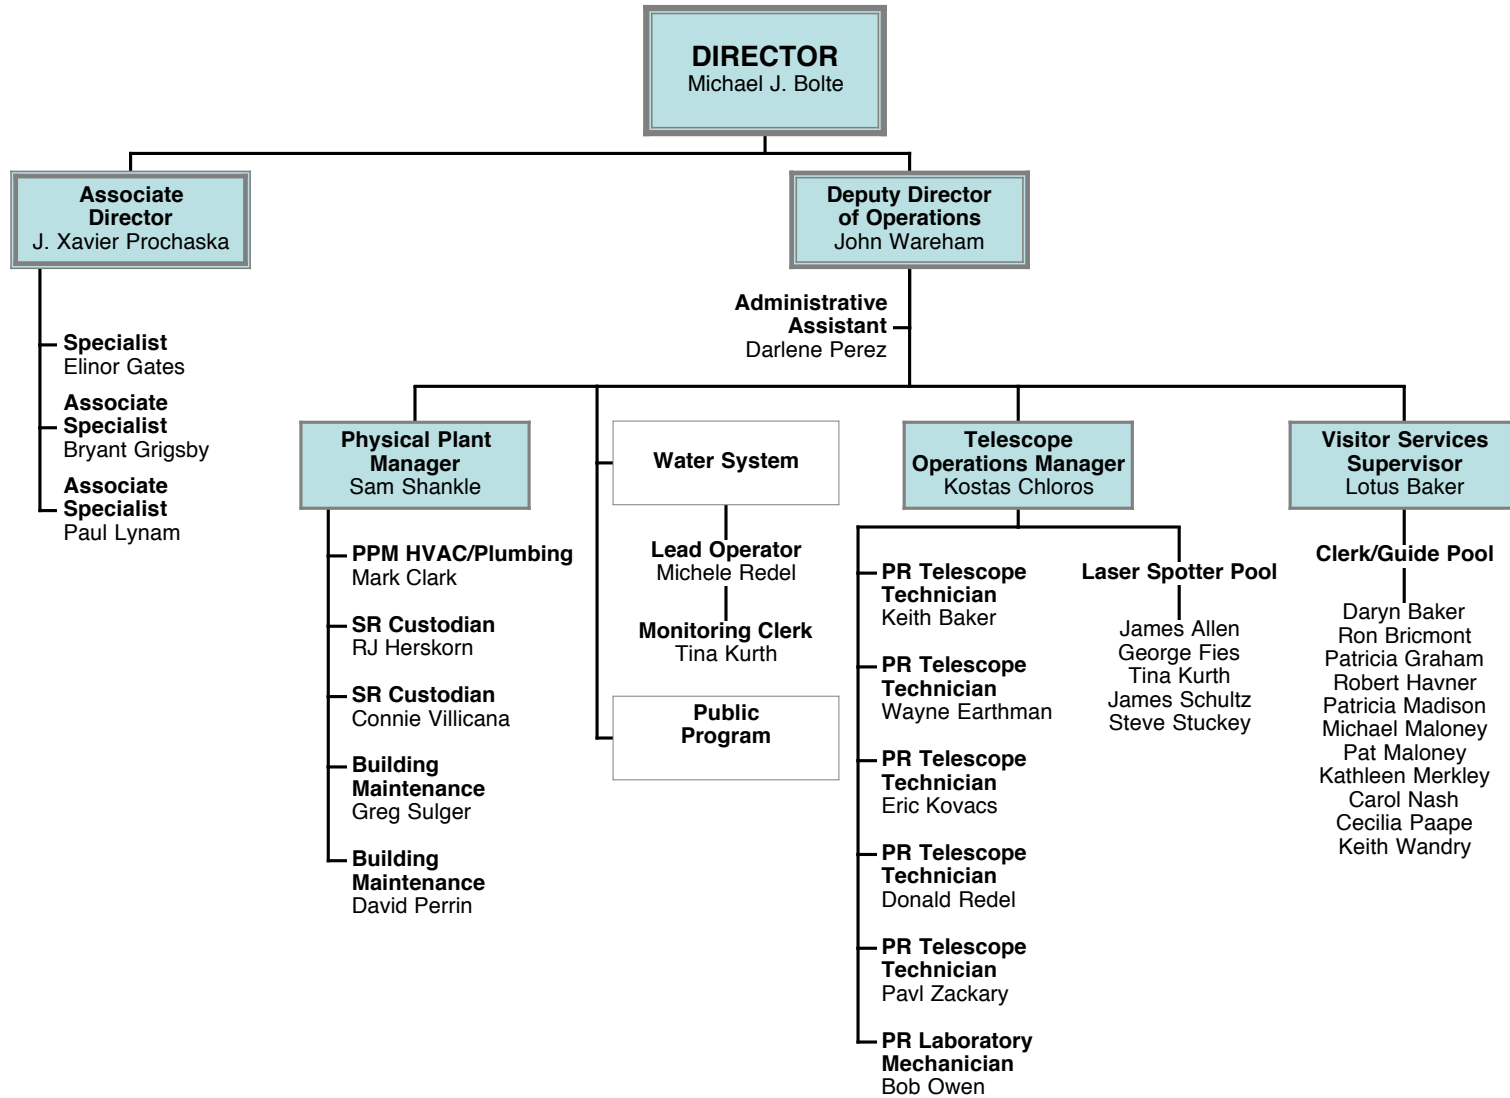 DIRECTOR
Michael J. Bolte
Associate
Director
J. Xavier Prochaska
Deputy Director
of Operations
John Wareham
Administrative
Assistant
Darlene Perez
Specialist
Elinor Gates
Associate
Specialist
Bryant Grigsby
Associate
Specialist
Paul Lynam
Physical Plant
Manager
Sam Shankle
PPM HVAC/Plumbing
Mark Clark
SR Custodian
RJ Herskorn
SR Custodian
Connie Villicana
Building
Maintenance
Greg Sulger
Building
Maintenance
David Perrin
Water System
Lead Operator
Michele Redel
Monitoring Clerk
Tina Kurth
Public
Program
Telescope
Operations Manager
Kostas Chloros
PR Telescope
Technician
Keith Baker
PR Telescope
Technician
Wayne Earthman
PR Telescope
Technician
Eric Kovacs
PR Telescope
Technician
Donald Redel
PR Telescope
Technician
Pavl Zackary
PR Laboratory
Mechanician
Bob Owen
Laser Spotter Pool
James Allen
George Fies
Tina Kurth
James Schultz
Steve Stuckey
Visitor Services
Supervisor
Lotus Baker
Clerk/Guide Pool
Daryn Baker
Ron Bricmont
Patricia Graham
Robert Havner
Patricia Madison
Michael Maloney
Pat Maloney
Kathleen Merkley
Carol Nash
Cecilia Paape
Keith Wandry